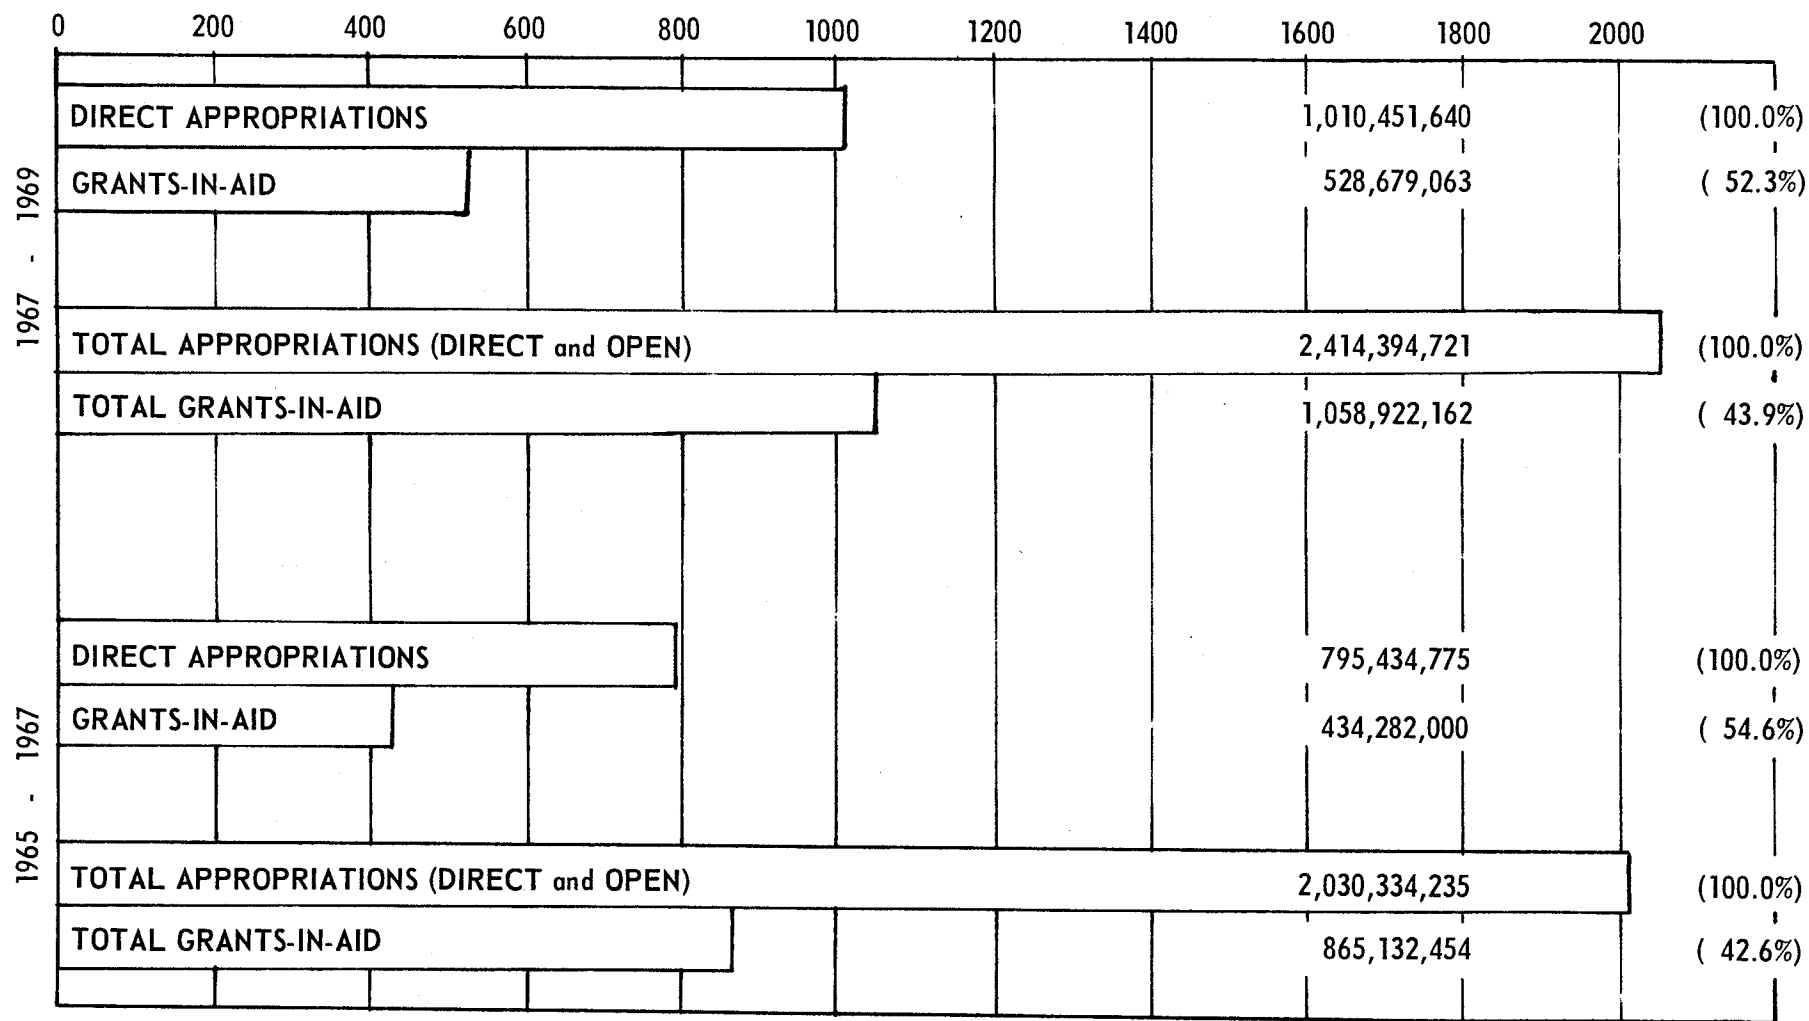 0 200 400 600 800 1000 1200 1400 1600 1800 2000
1967 - 1969
DIRECT APPROPRIATIONS 1,010,451,640 (100.0%)
GRANTS-IN-AID 528,679,063 ( 52.3%)
TOTAL APPROPRIATIONS (DIRECT and OPEN) 2,414,394,721 (100.0%)
TOTAL GRANTS-IN-AID 1,058,922,162 ( 43.9%)
1965 - 1967
DIRECT APPROPRIATIONS 795,434,775 (100.0%)
GRANTS-IN-AID 434,282,000 ( 54.6%)
TOTAL APPROPRIATIONS (DIRECT and OPEN) 2,030,334,235 (100.0%)
TOTAL GRANTS-IN-AID 865,132,454 ( 42.6%)